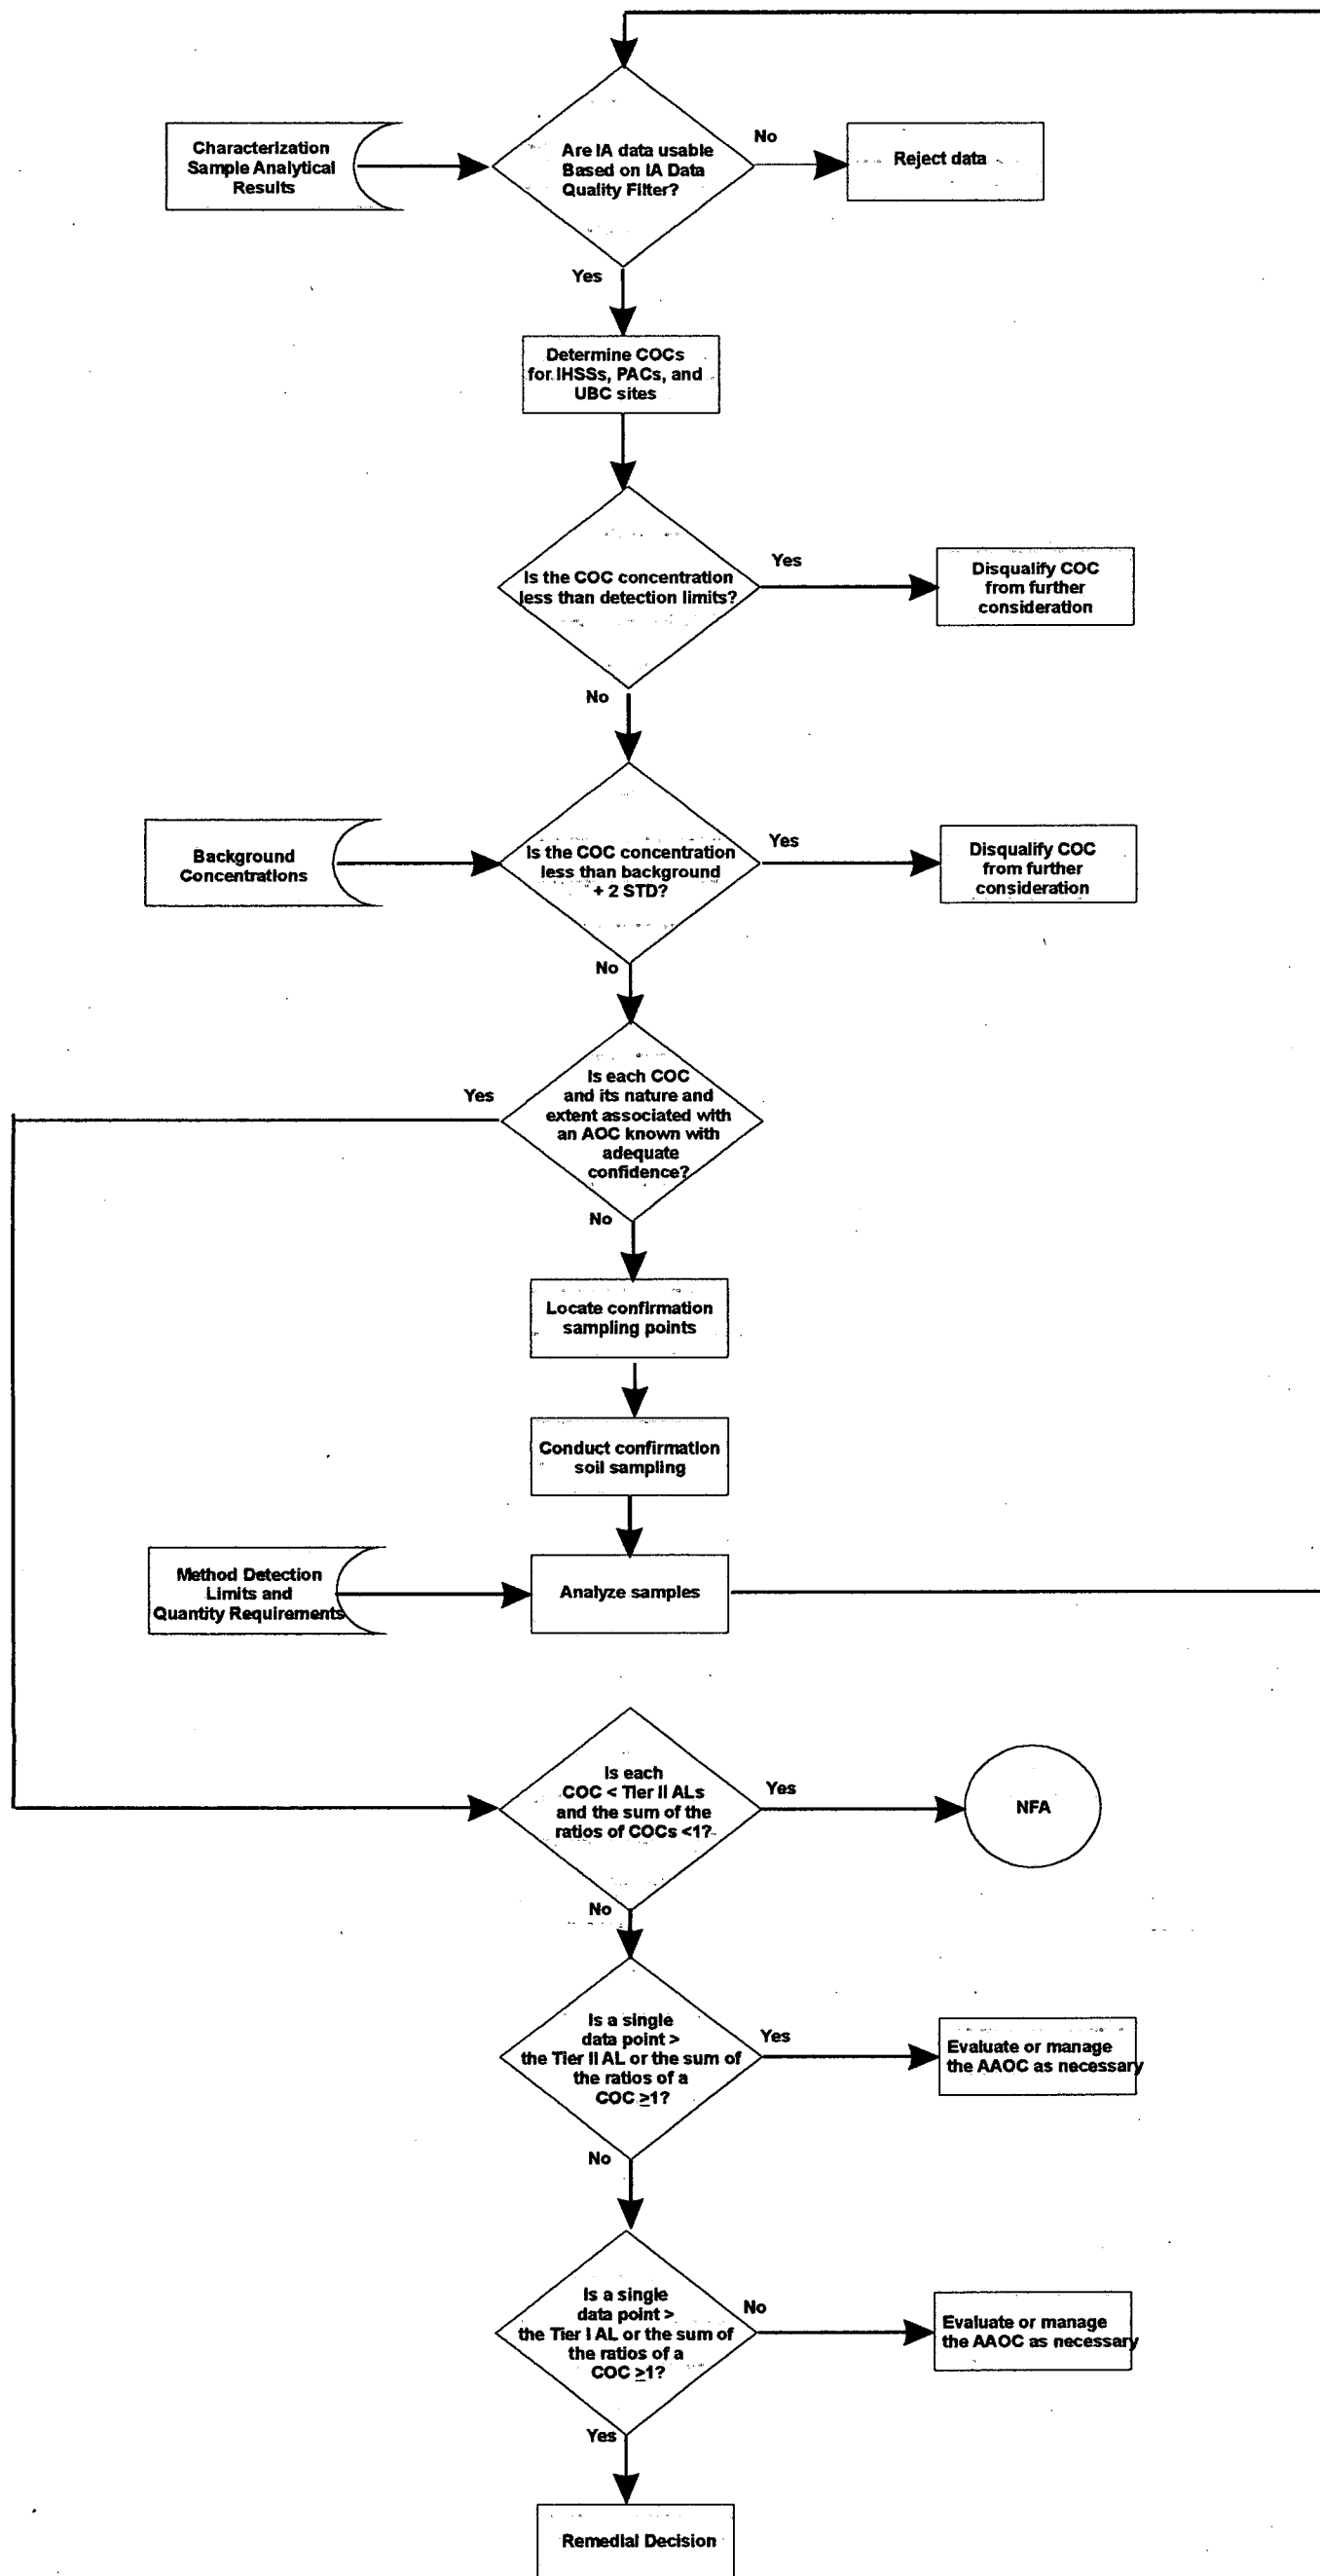 Characterization
Sample Analytical
Results
Are IA data usable
Based on IA Data
Quality Filter?
No
Reject data
Yes
Determine COCs
for IHSSs, PACs, and
UBC sites
Is the COC concentration
less than detection limits?
Yes
Disqualify COC
from further
consideration
No
Background
Concentrations
Is the COC concentration
less than background
+ 2 STD?
Yes
Disqualify COC
from further
consideration
No
Is each COC
and its nature and
extent associated with
an AOC known with
adequate
confidence?
Yes
No
Locate confirmation
sampling points
Conduct confirmation
soil sampling
Method Detection
Limits and
Quantity Requirements
Analyze samples
Is each
COC < Tier II ALs
and the sum of the
ratios of COCs <1?
Yes
NFA
No
Is a single
data point >
the Tier II AL or the sum of
the ratios of a
COC ≥1?
Yes
Evaluate or manage
the AAOC as necessary
No
Is a single
data point >
the Tier I AL or the sum of
the ratios of a
COC ≥1?
No
Evaluate or manage
the AAOC as necessary
Yes
Remedial Decision